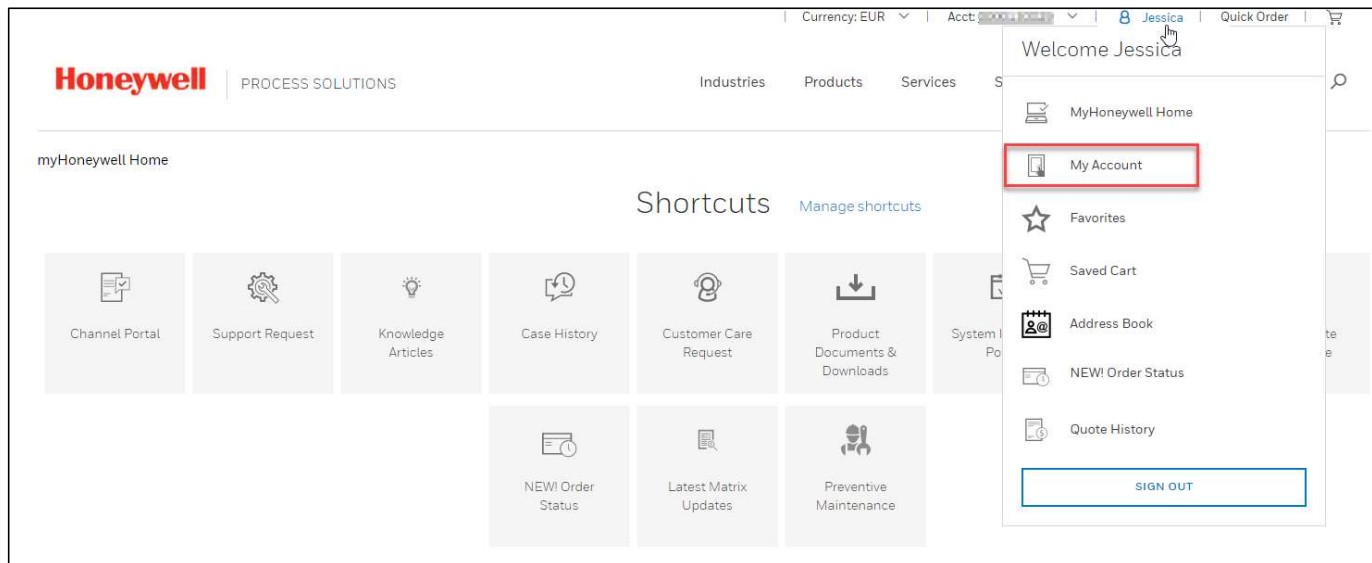 Currency: EUR
Acct:
Jessica
Quick Order
Welcome Jessica
Honeywell
PROCESS SOLUTIONS
Industries
Products
Services
MyHoneywell Home
My Account
Favorites
Saved Cart
Address Book
NEW! Order Status
Quote History
SIGN OUT
myHoneywell Home
Shortcuts
Manage shortcuts
Channel Portal
Support Request
Knowledge
Articles
Case History
Customer Care
Request
Product
Documents &
Downloads
System
NEW! Order
Status
Latest Matrix
Updates
Preventive
Maintenance